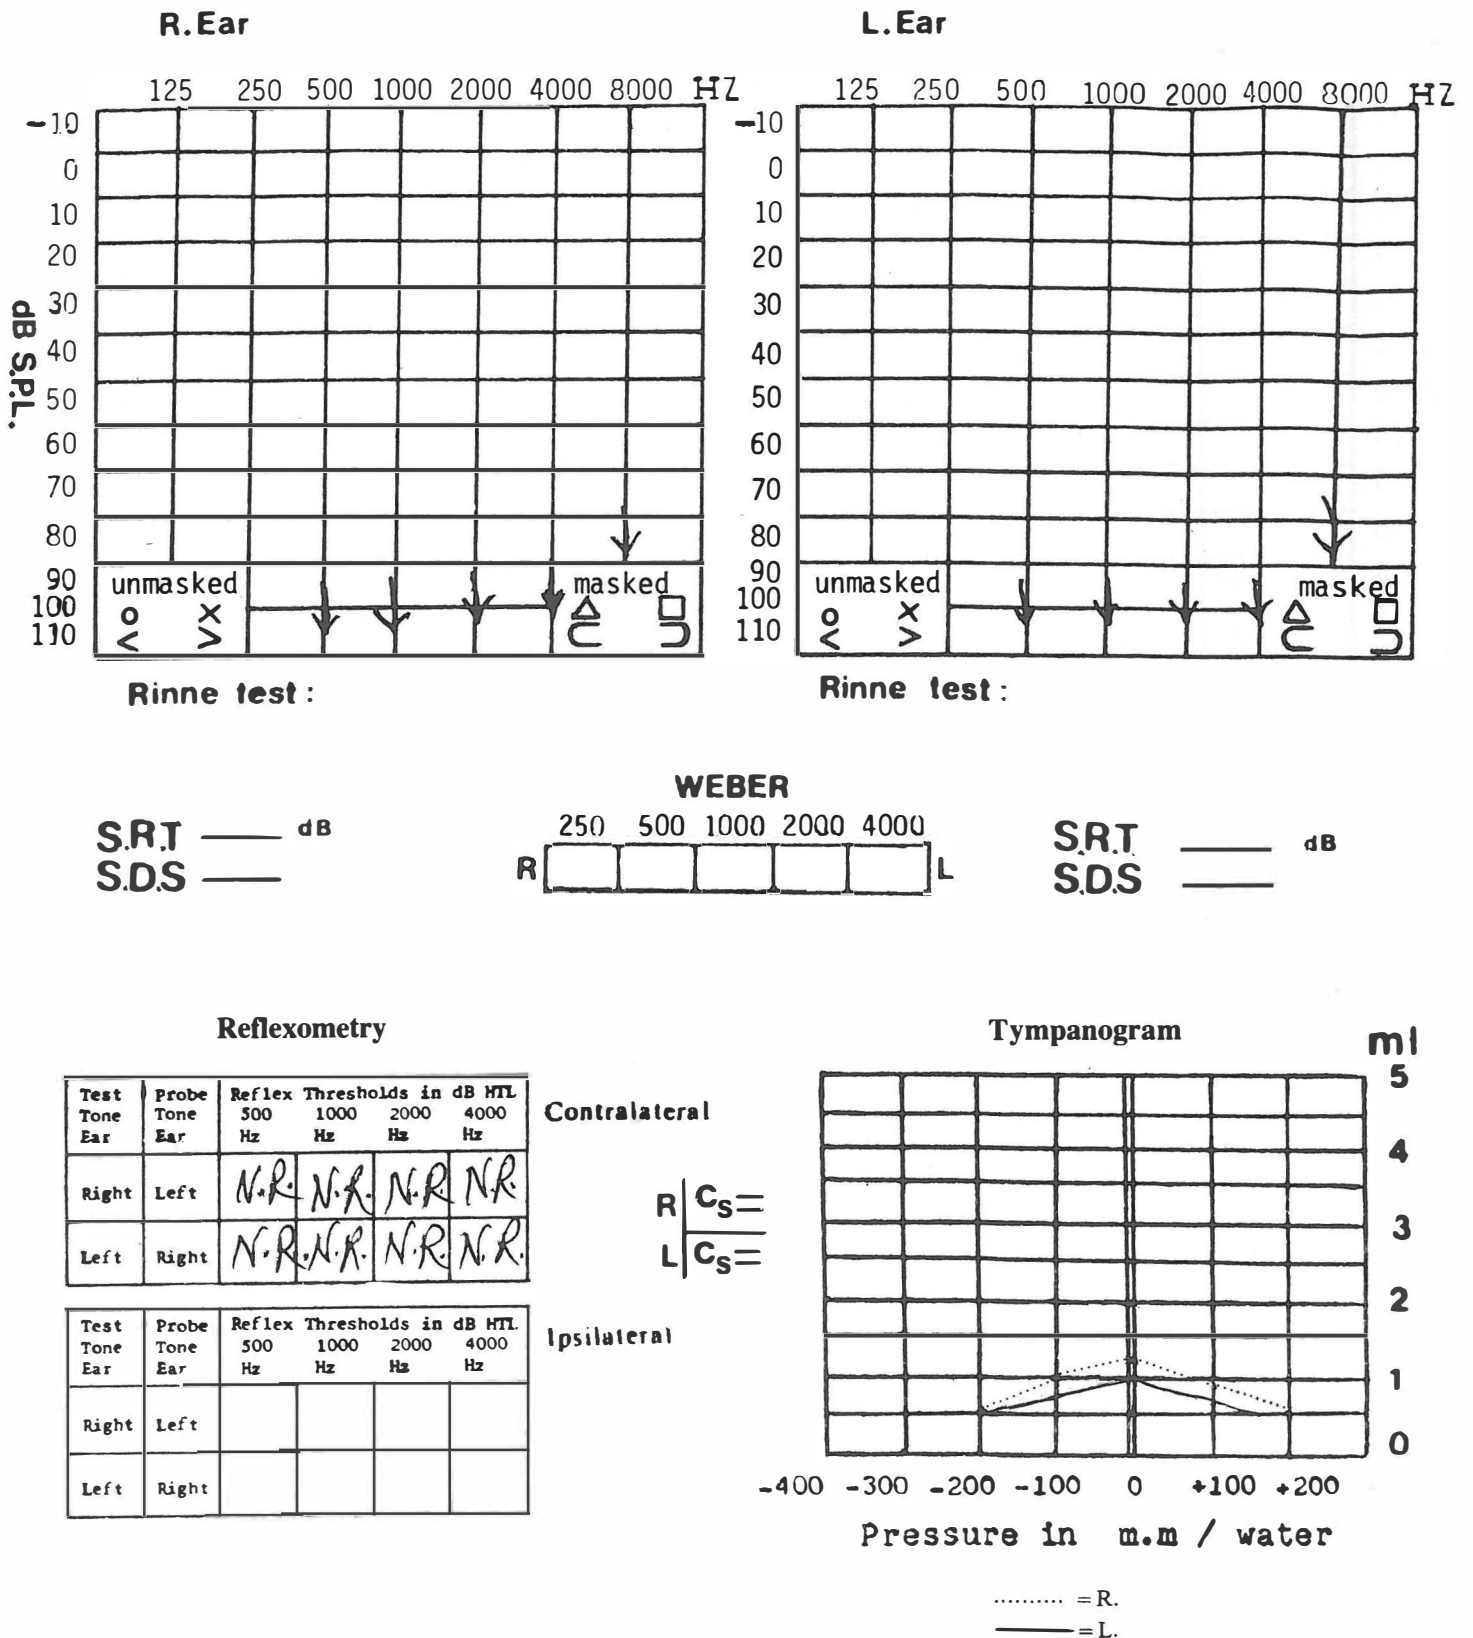 R.Ear
125 250 500 1000 2000 4000 8000 HZ
-10
0
10
20
30
40
50
60
70
80
90
100
110
dB S.P.L.
unmasked masked
O X △ □
< > ⊂ ⊃
Rinne test:
L.Ear
125 250 500 1000 2000 4000 8000 HZ
-10
0
10
20
30
40
50
60
70
80
90
100
110
unmasked masked
O X △ □
< > ⊂ ⊃
Rinne test:
S.R.T dB
S.D.S
WEBER
250 500 1000 2000 4000
R L
S.R.T dB
S.D.S
Reflexometry
Test Probe Reflex Thresholds in dB HTL
Tone Tone 500 1000 2000 4000
Ear Ear Hz Hz Hz Hz
Right Left N.R. N.R. N.R. N.R.
Left Right N.R. N.R. N.R. N.R.
Contralateral
Test Probe Reflex Thresholds in dB HTL
Tone Tone 500 1000 2000 4000
Ear Ear Hz Hz Hz Hz
Right Left
Left Right
Ipsilateral
R Cs=
L Cs=
Tympanogram
ml
5
4
3
2
1
0
-400 -300 -200 -100 0 +100 +200
Pressure in m.m / water
.......... = R.
= L.